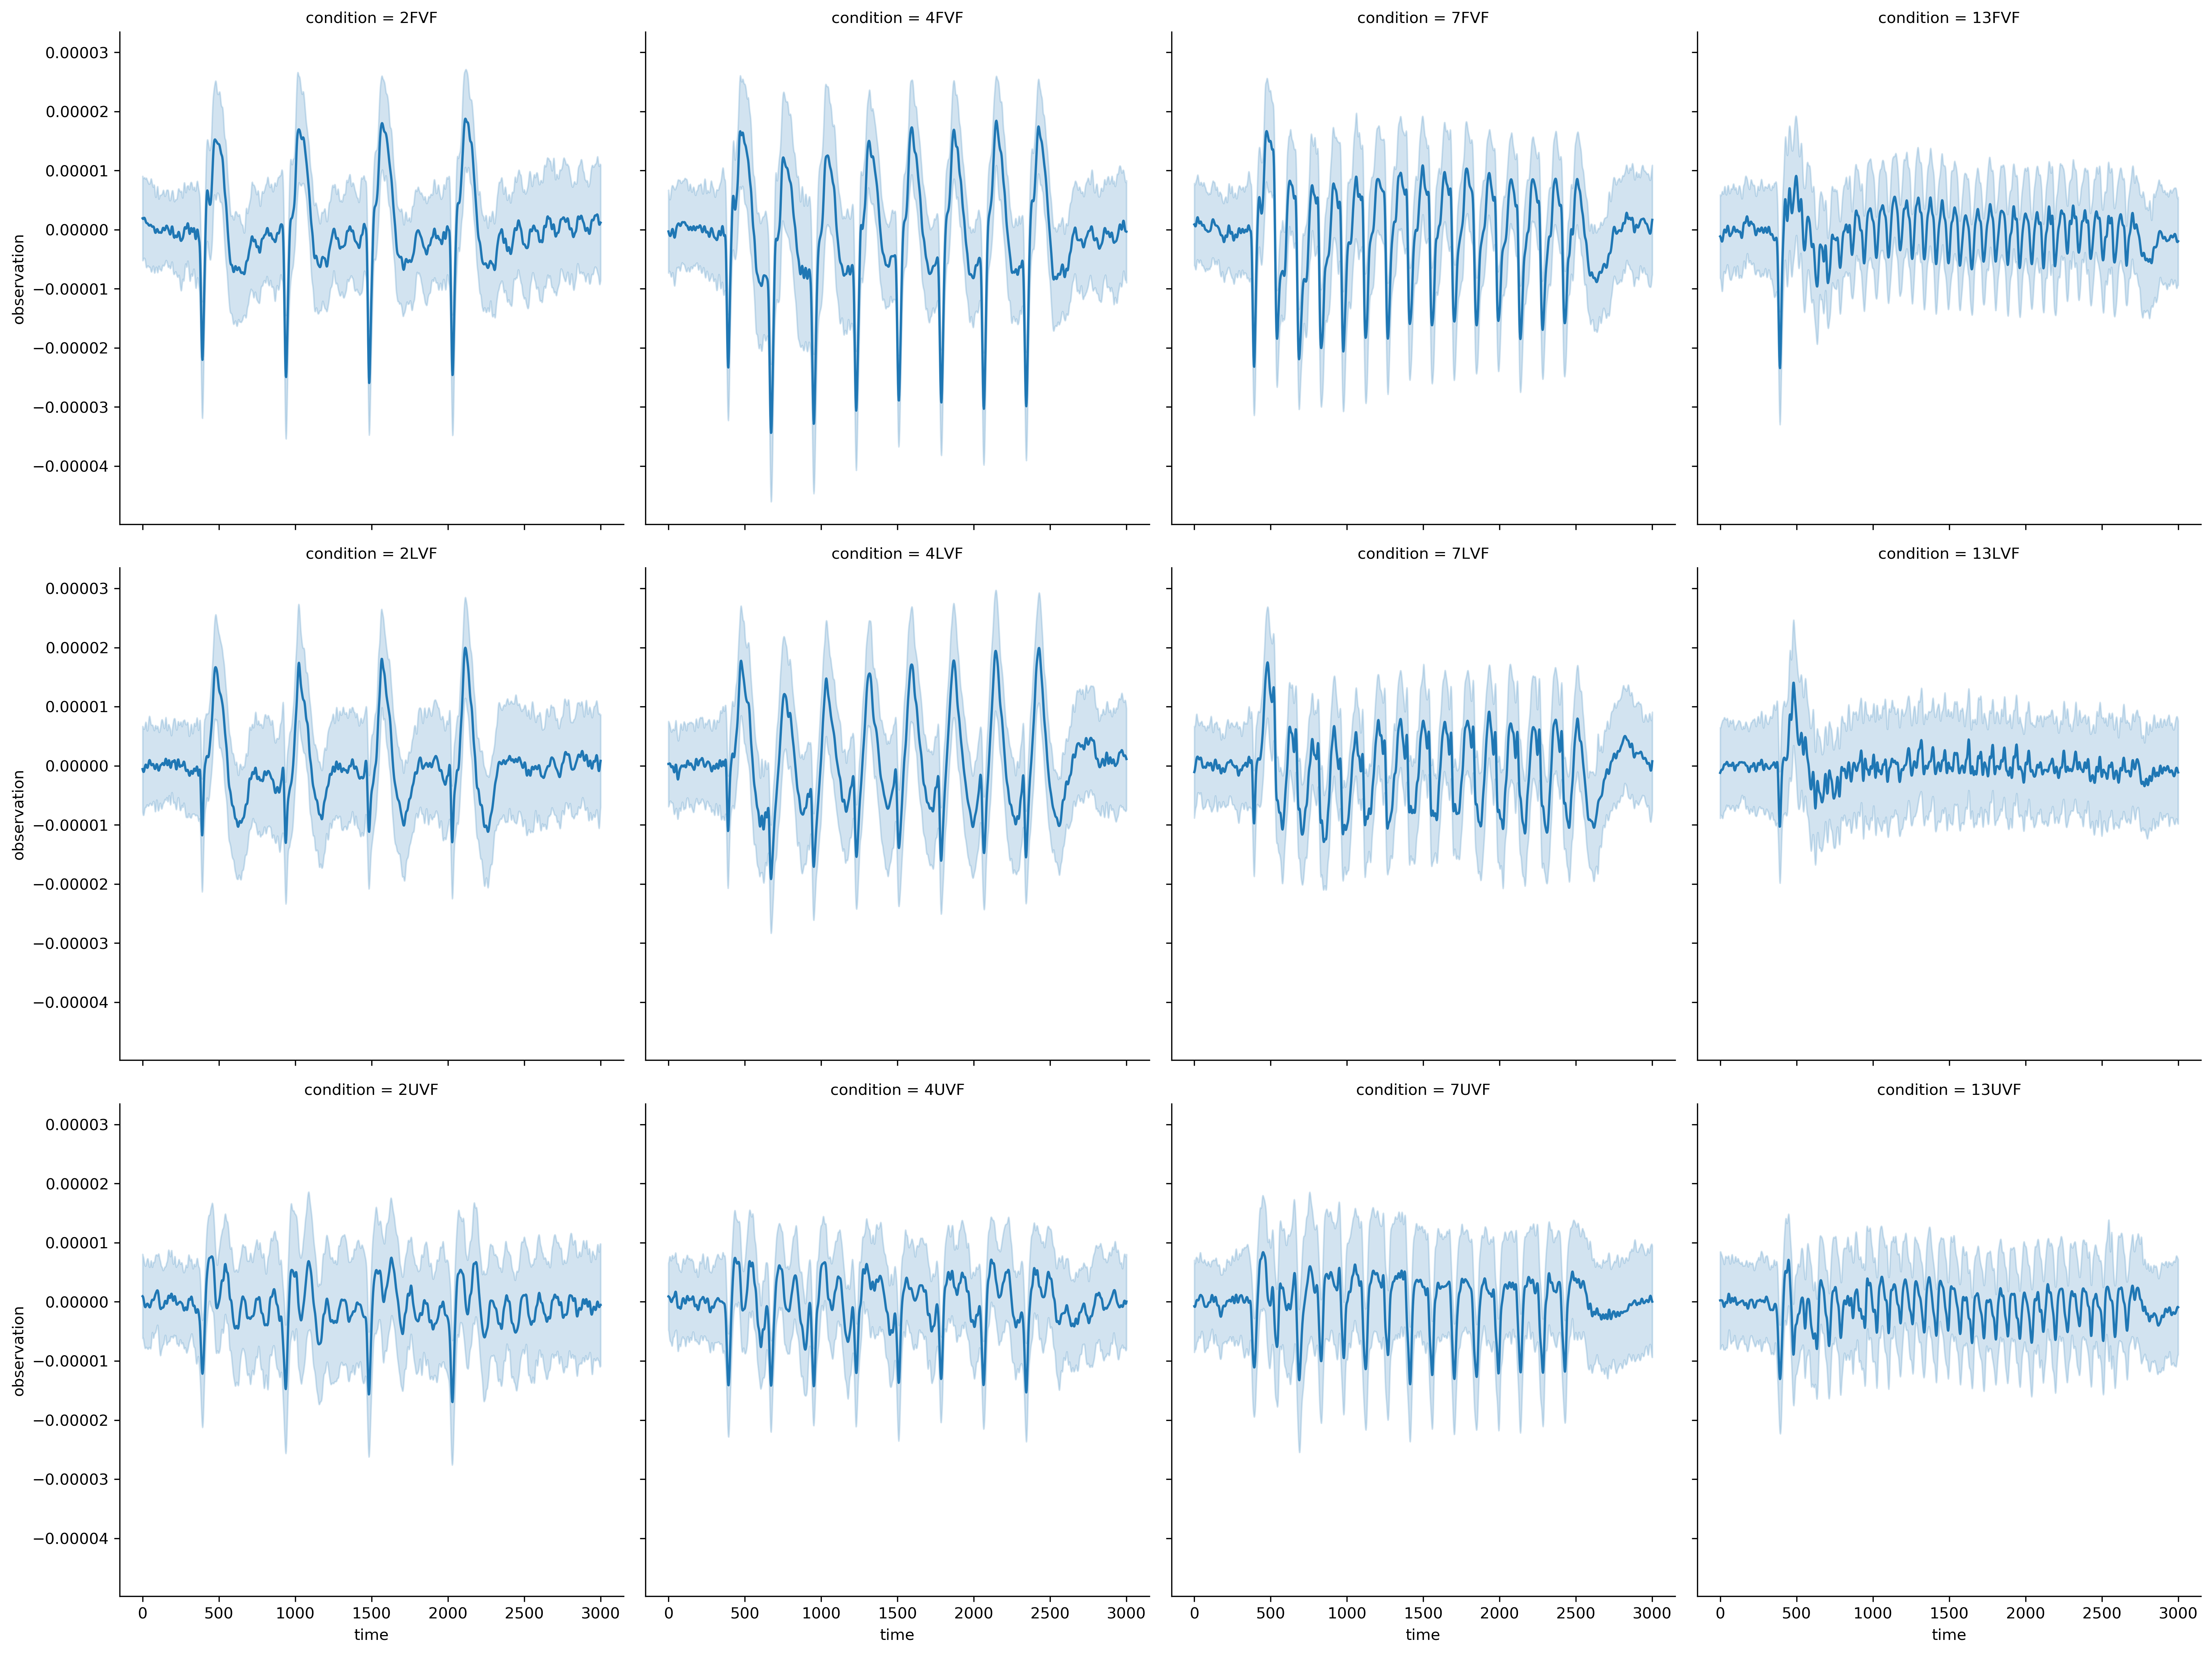 condition = 2FVF
condition = 4FVF
condition = 7FVF
condition = 13FVF
0.00003
0.00002
0.00001
0.00000
−0.00001
−0.00002
−0.00003
−0.00004
observation
condition = 2LVF
condition = 4LVF
condition = 7LVF
condition = 13LVF
0.00003
0.00002
0.00001
0.00000
−0.00001
−0.00002
−0.00003
−0.00004
observation
condition = 2UVF
condition = 4UVF
condition = 7UVF
condition = 13UVF
0.00003
0.00002
0.00001
0.00000
−0.00001
−0.00002
−0.00003
−0.00004
observation
0 500 1000 1500 2000 2500 3000
0 500 1000 1500 2000 2500 3000
0 500 1000 1500 2000 2500 3000
0 500 1000 1500 2000 2500 3000
time
time
time
time